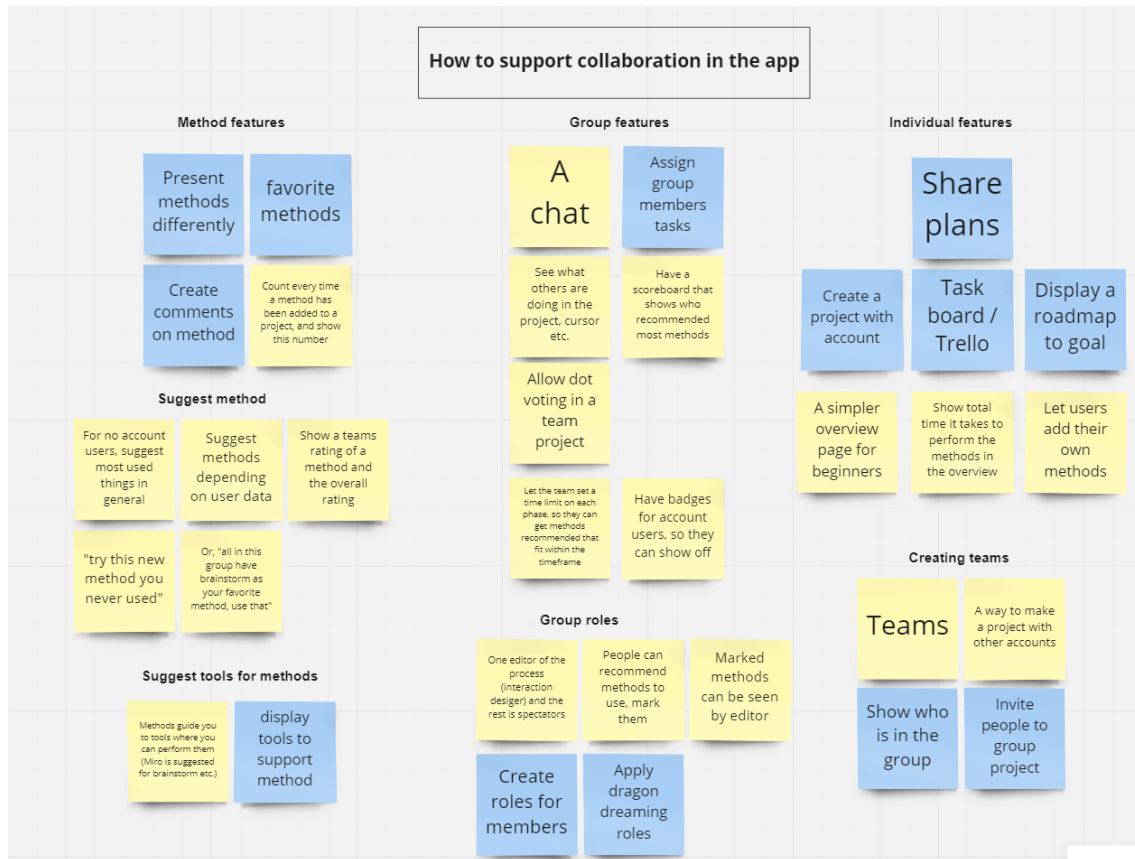 How to support collaboration in the app
Method features
Present
methods
differently
favorite
methods
Create
comments
on method
Count every time
a method has
been added to a
project, and show
this number
Suggest method
For no account
users, suggest
most used
things in
general
Suggest
methods
depending
on user data
Show a teams
rating of a
method and
the overall
rating
"try this new
method you
never used"
Or, "all in this
group have
brainstorm as
your favorite
method, use that"
Suggest tools for methods
Methods guide you
to tools where you
can perform them
(Miro is suggested
for brainstorm etc.)
display
tools to
support
method
Group features
A
chat
Assign
group
members
tasks
See what
others are
doing in the
project, cursor
etc.
Have a
scoreboard that
shows who
recommended
most methods
Allow dot
voting in a
team
project
Let the team set a
time limit on each
phase, so they can
get methods
recommended that
fit within the
timeframe
Have badges
for account
users, so they
can show off
Group roles
One editor of the
process
(interaction
desiger) and the
rest is spectators
People can
recommend
methods to
use, mark
them
Marked
methods
can be seen
by editor
Create
roles for
members
Apply
dragon
dreaming
roles
Individual features
Share
plans
Create a
project with
account
Task
board /
Trello
Display a
roadmap
to goal
A simpler
overview
page for
beginners
Show total
time it takes to
perform the
methods
in the overview
Let users
add their
own
methods
Creating teams
Teams
A way to make
a project with
other accounts
Show who
is in the
group
Invite
people to
group
project